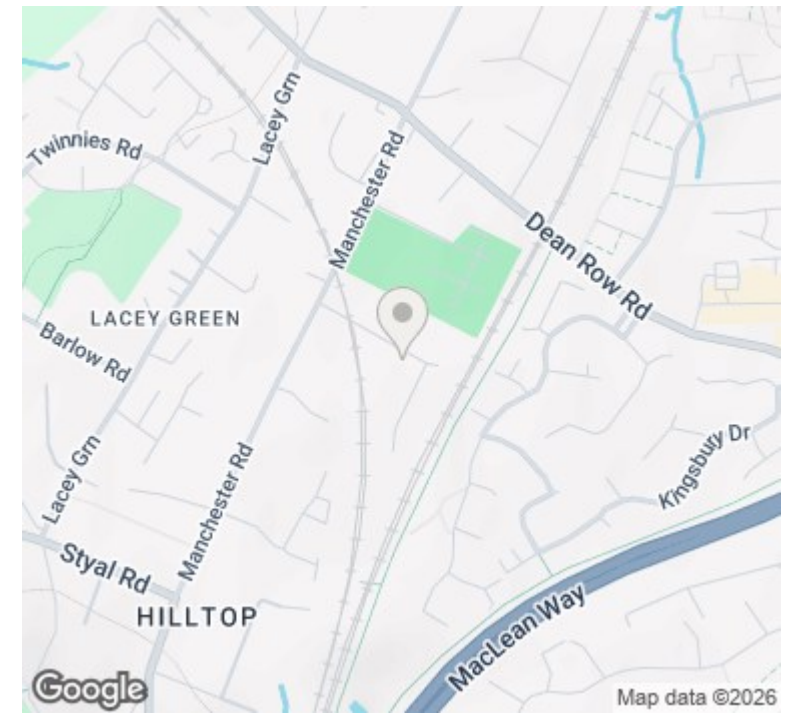 Lacey Grn
Twinnies Rd
Manchester Rd
Dean Row Rd
LACEY GREEN
Barlow Rd
Kingsbury Dr
Lacey Grn
Manchester Rd
Styal Rd
HILLTOP
MacLean Way
Google
Map data ©2026